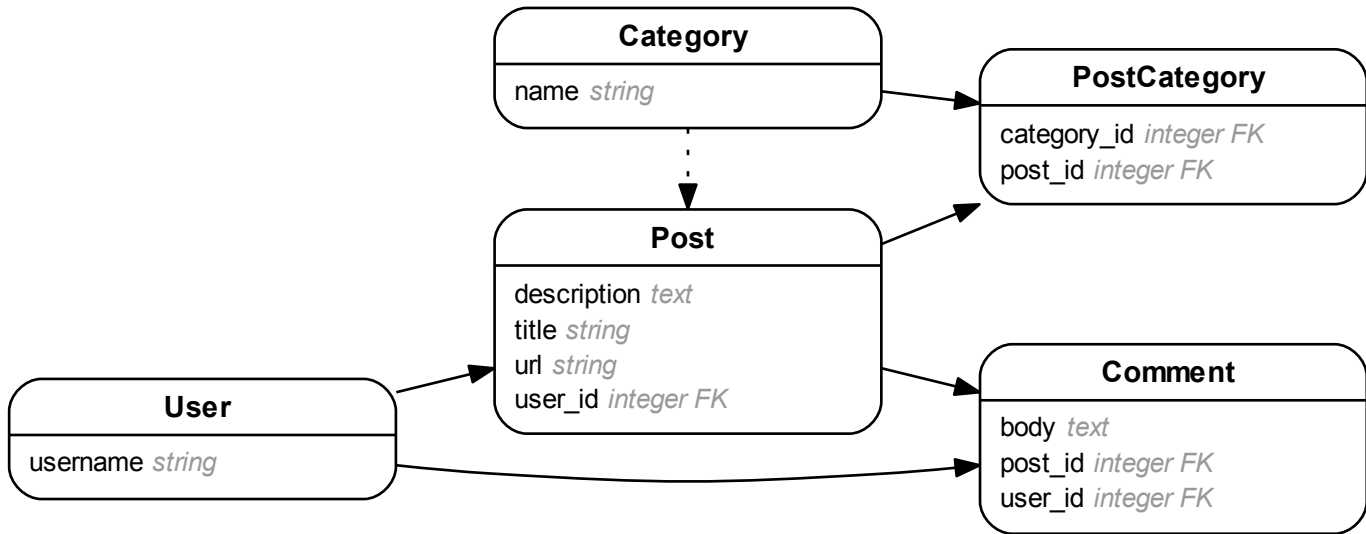 Category
name string
PostCategory
category_id integer FK
post_id integer FK
Post
description text
title string
url string
user_id integer FK
User
username string
Comment
body text
post_id integer FK
user_id integer FK